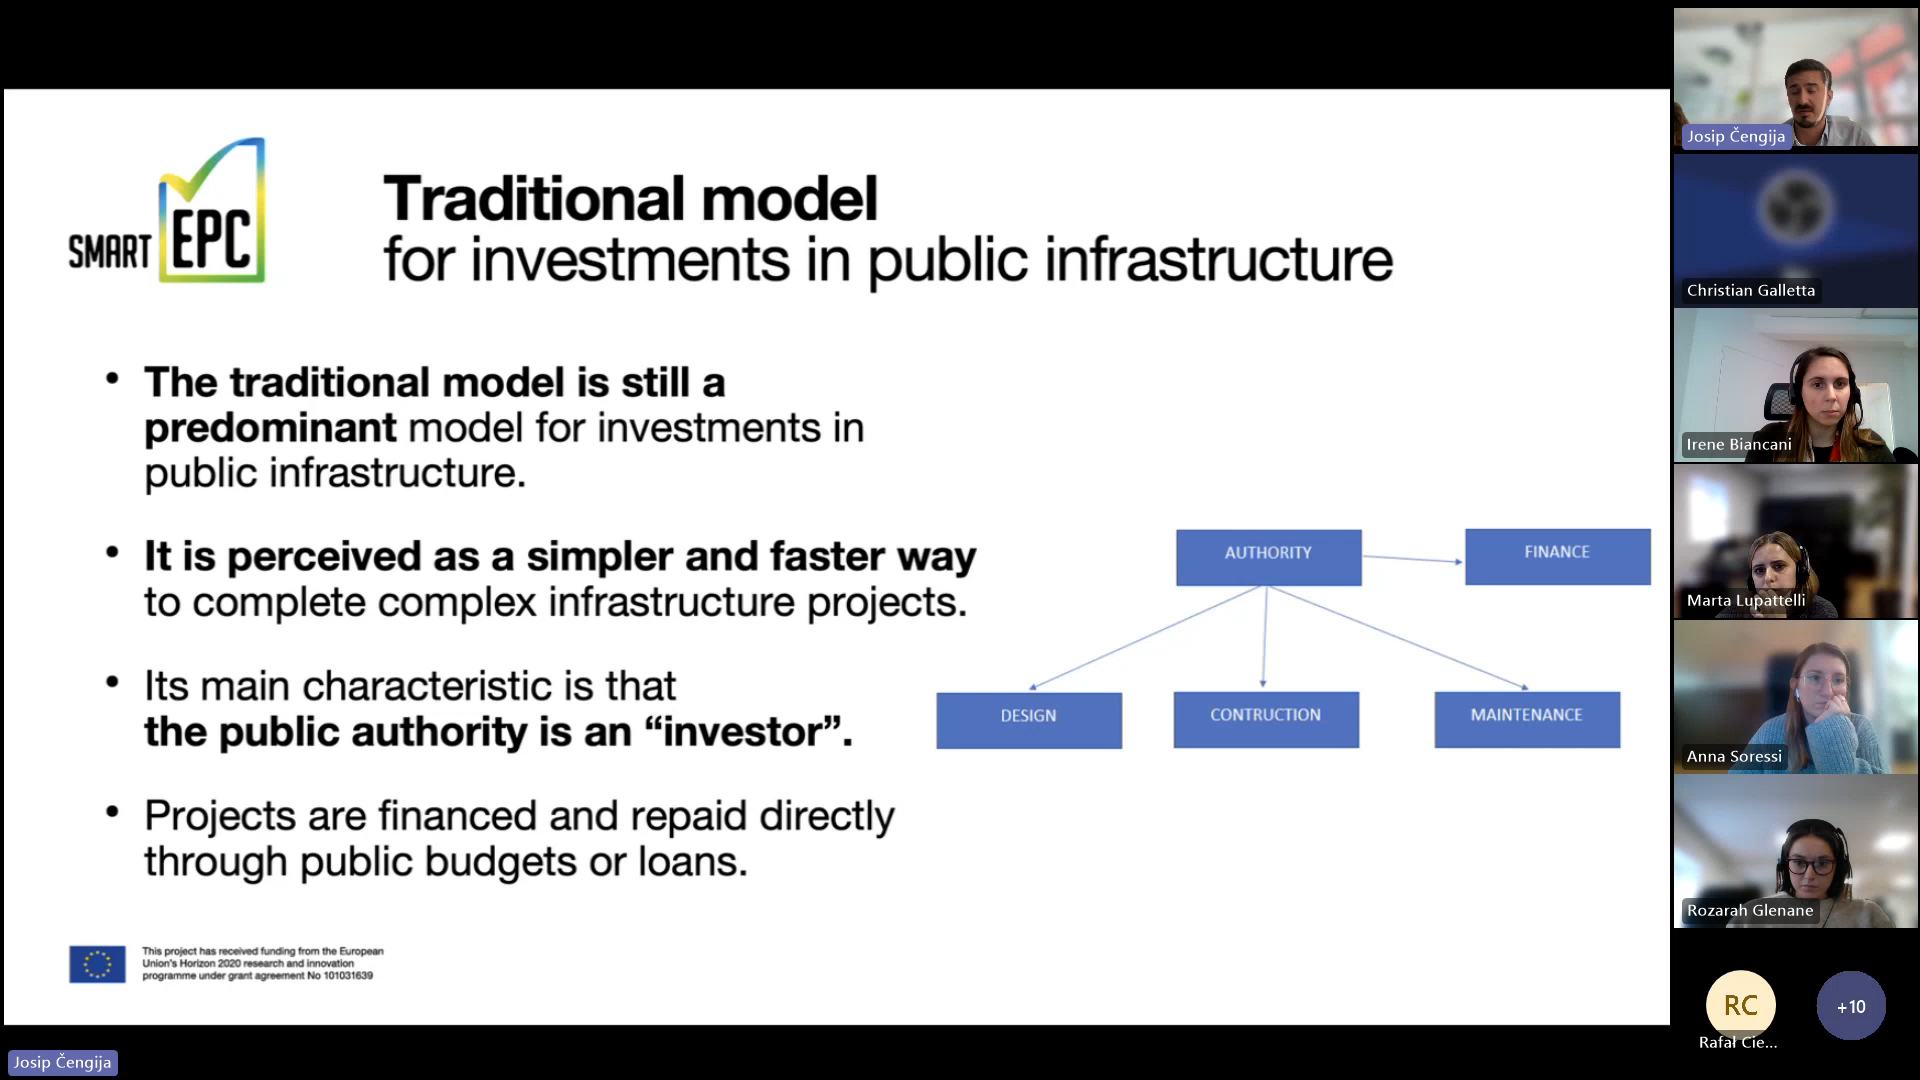 SMART EPC
Traditional model
for investments in public infrastructure
• The traditional model is still a
predominant model for investments in
public infrastructure.
• It is perceived as a simpler and faster way
to complete complex infrastructure projects.
• Its main characteristic is that
the public authority is an “investor”.
• Projects are financed and repaid directly
through public budgets or loans.
AUTHORITY
FINANCE
DESIGN
CONTRUCTION
MAINTENANCE
This project has received funding from the European
Union's Horizon 2020 research and innovation
programme under grant agreement No 101031639
Josip Čengija
Josip Čengija
Christian Galletta
Irene Biancani
Marta Lupattelli
Anna Soressi
Rozarah Glenane
RC
Rafał Cie...
+10